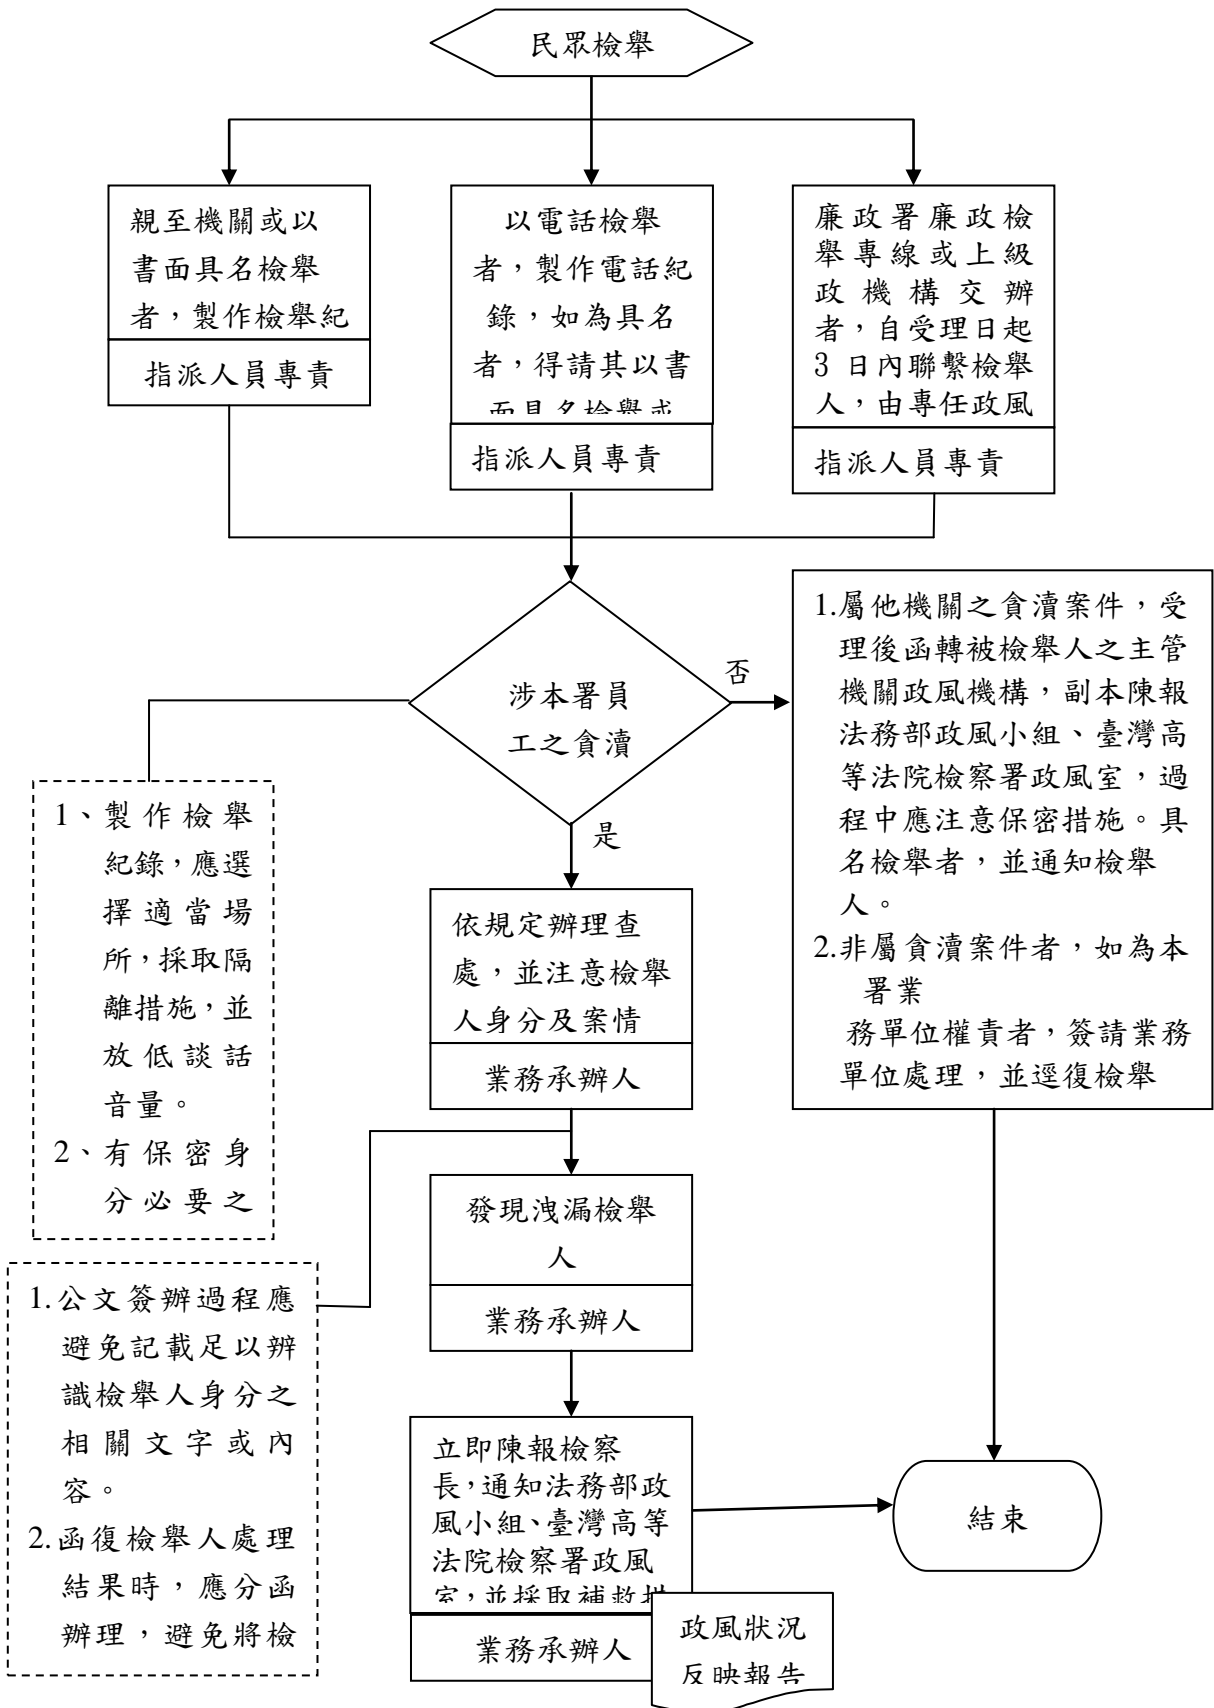 民眾檢舉
親至機關或以
書面具名檢舉
者，製作檢舉紀
指派人員專責
以電話檢舉
者，製作電話紀
錄，如為具名
者，得請其以書
面具名檢舉或
指派人員專責
廉政署廉政檢
舉專線或上級
政機構交辦
者，自受理日起
3 日內聯繫檢舉
人，由專任政風
指派人員專責
涉本署員
工之貪瀆
否
是
1.屬他機關之貪瀆案件，受
理後函轉被檢舉人之主管
機關政風機構，副本陳報
法務部政風小組、臺灣高
等法院檢察署政風室，過
程中應注意保密措施。具
名檢舉者，並通知檢舉
人。
2.非屬貪瀆案件者，如為本
署業
務單位權責者，簽請業務
單位處理，並逕復檢舉
1、製作檢舉
紀錄，應選
擇適當場
所，採取隔
離措施，並
放低談話
音量。
2、有保密身
分必要之
依規定辦理查
處，並注意檢舉
人身分及案情
業務承辦人
發現洩漏檢舉
人
業務承辦人
1.公文簽辦過程應
避免記載足以辨
識檢舉人身分之
相關文字或內
容。
2.函復檢舉人處理
結果時，應分函
辦理，避免將檢
立即陳報檢察
長，通知法務部政
風小組、臺灣高等
法院檢察署政風
室，並採取補救措
業務承辦人
政風狀況
反映報告
結束